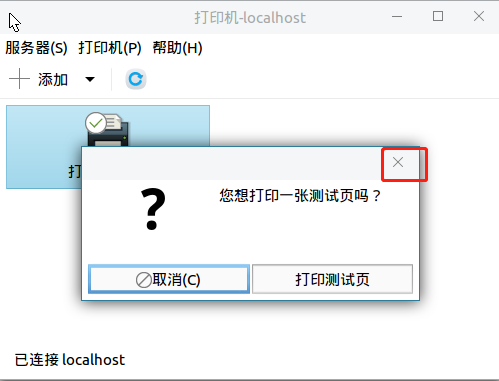 打印机-localhost
服务器(S) 打印机(P) 帮助(H)
添加
打
?
您想打印一张测试页吗？
取消(C) 打印测试页
已连接 localhost